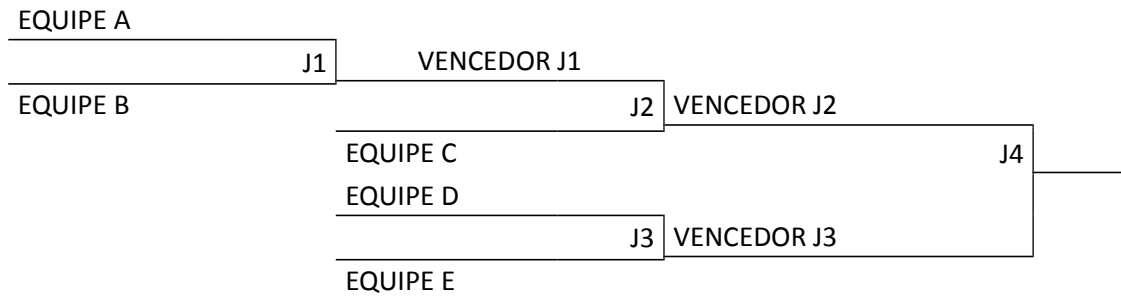 EQUIPE A
J1
VENCEDOR J1
EQUIPE B
J2
VENCEDOR J2
EQUIPE C
J4
EQUIPE D
J3
VENCEDOR J3
EQUIPE E